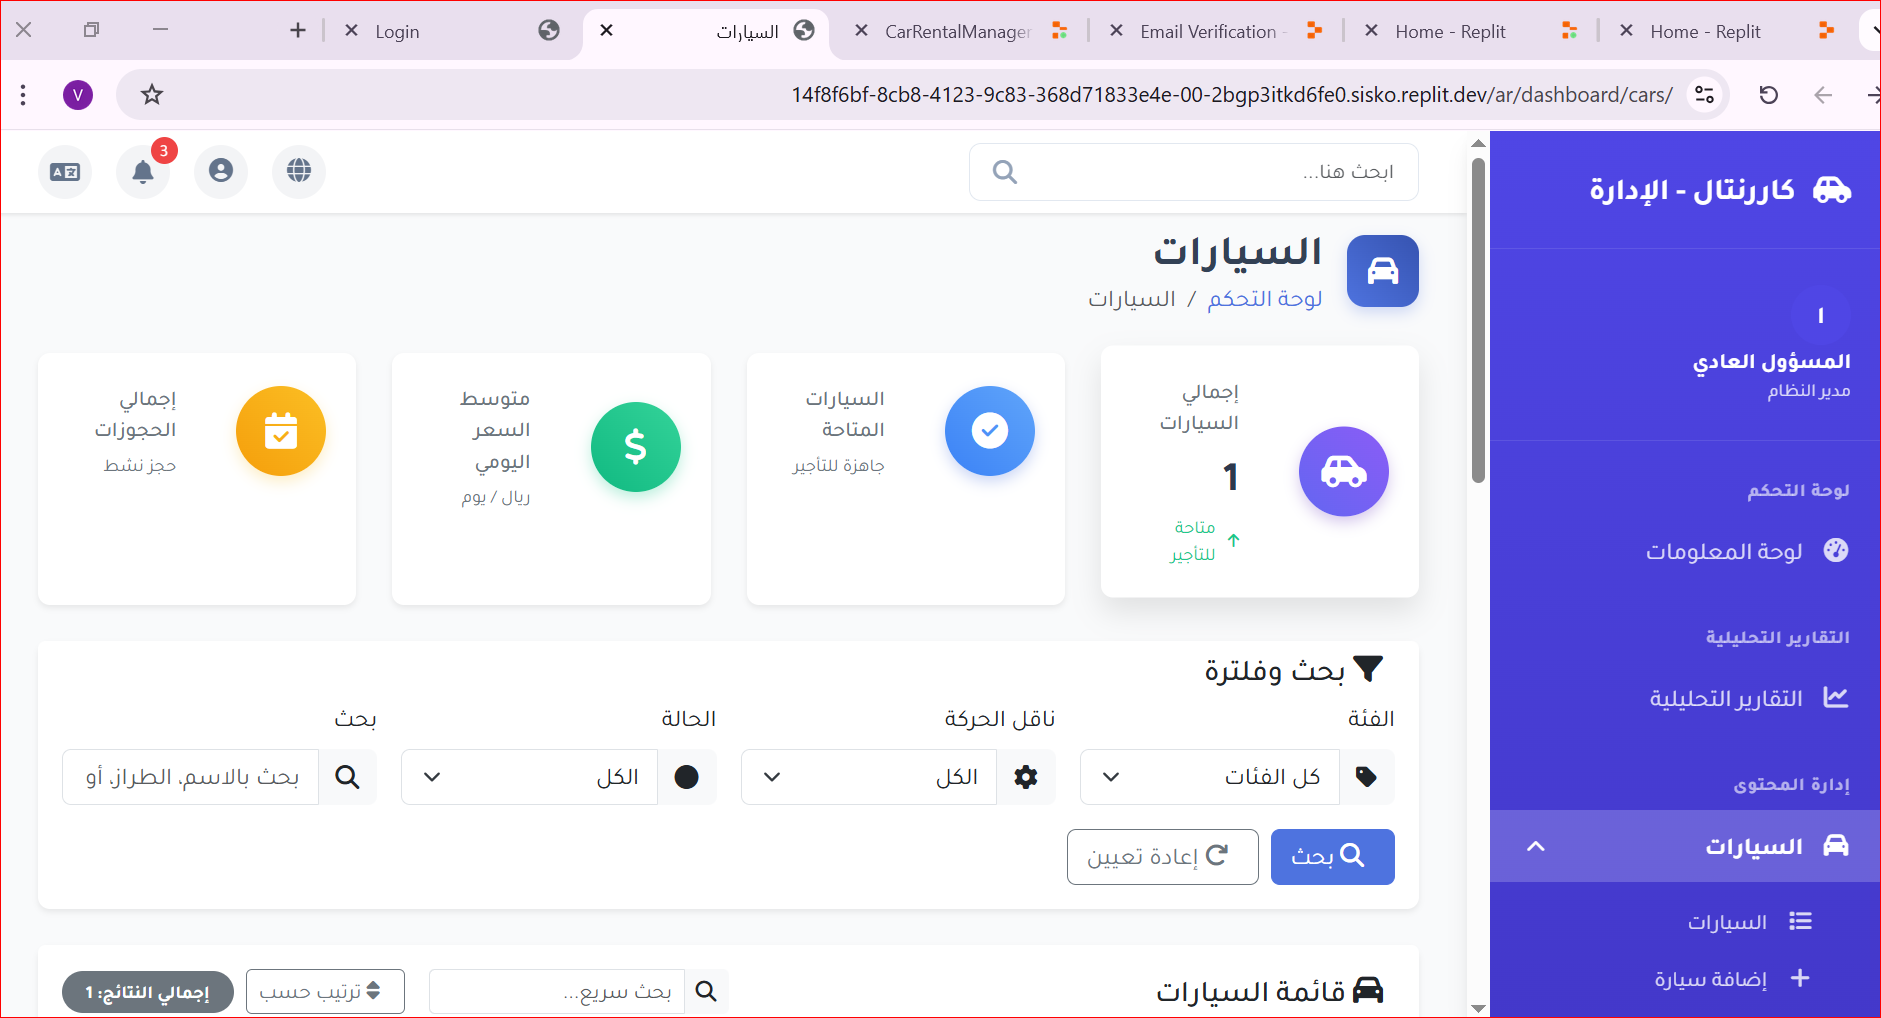 Login
السيارات
CarRentalManager
Email Verification -
Home - Replit
Home - Replit
V
14f8f6bf-8cb8-4123-9c83-368d71833e4e-00-2bgp3itkd6fe0.sisko.replit.dev/ar/dashboard/cars/
كاررنتال - الإدارة
ا
المسؤول العادي
مدير النظام
لوحة التحكم
لوحة المعلومات
التقارير التحليلية
التقارير التحليلية
إدارة المحتوى
السيارات
السيارات
إضافة سيارة
ابحث هنا...
3
السيارات
لوحة التحكم / السيارات
إجمالي
السيارات
1
متاحة
للتأجير
السيارات
المتاحة
جاهزة للتأجير
متوسط
السعر
اليومي
ريال / يوم
إجمالي
الحجوزات
حجز نشط
بحث وفلترة
الفئة
كل الفئات
ناقل الحركة
الكل
الحالة
الكل
بحث
بحث بالاسم، الطراز، أو
بحث
إعادة تعيين
قائمة السيارات
بحث سريع...
ترتيب حسب
إجمالي النتائج: 1